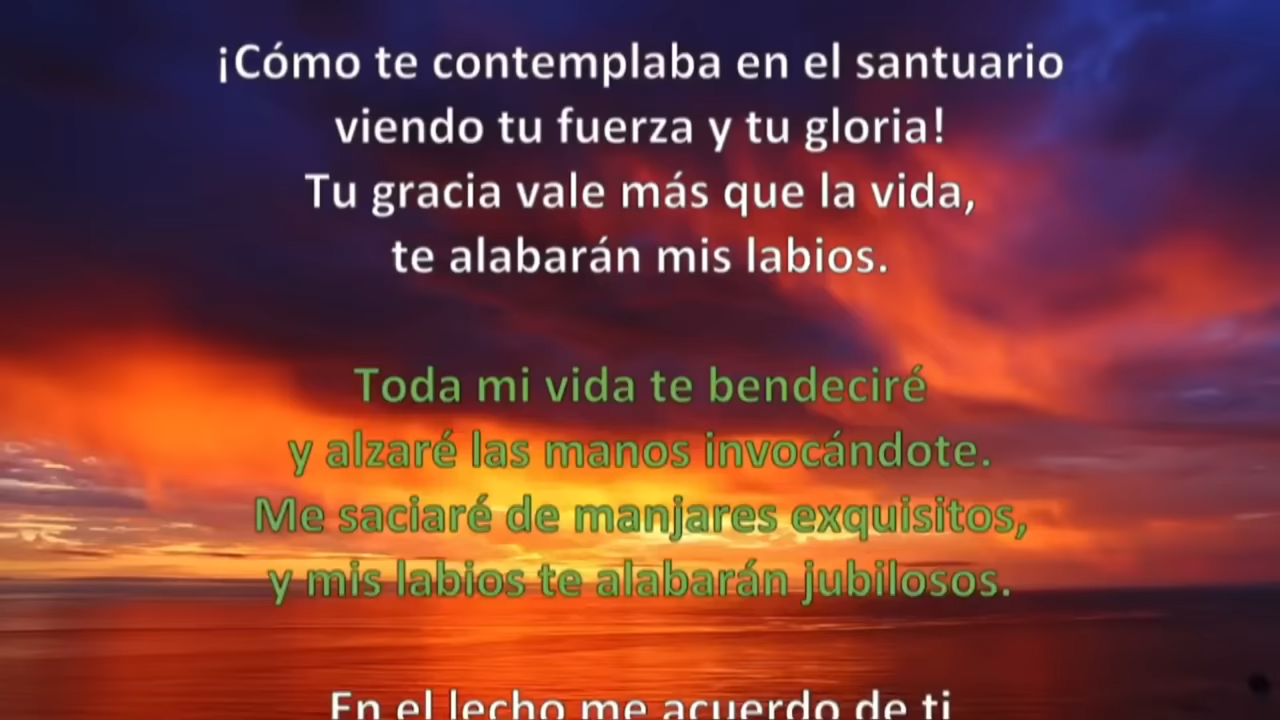 ¡Cómo te contemplaba en el santuario
viendo tu fuerza y tu gloria!
Tu gracia vale más que la vida,
te alabarán mis labios.
Toda mi vida te bendeciré
y alzaré las manos invocándote.
Me saciaré de manjares exquisitos,
y mis labios te alabarán jubilosos.
En el lecho me acuerdo de ti